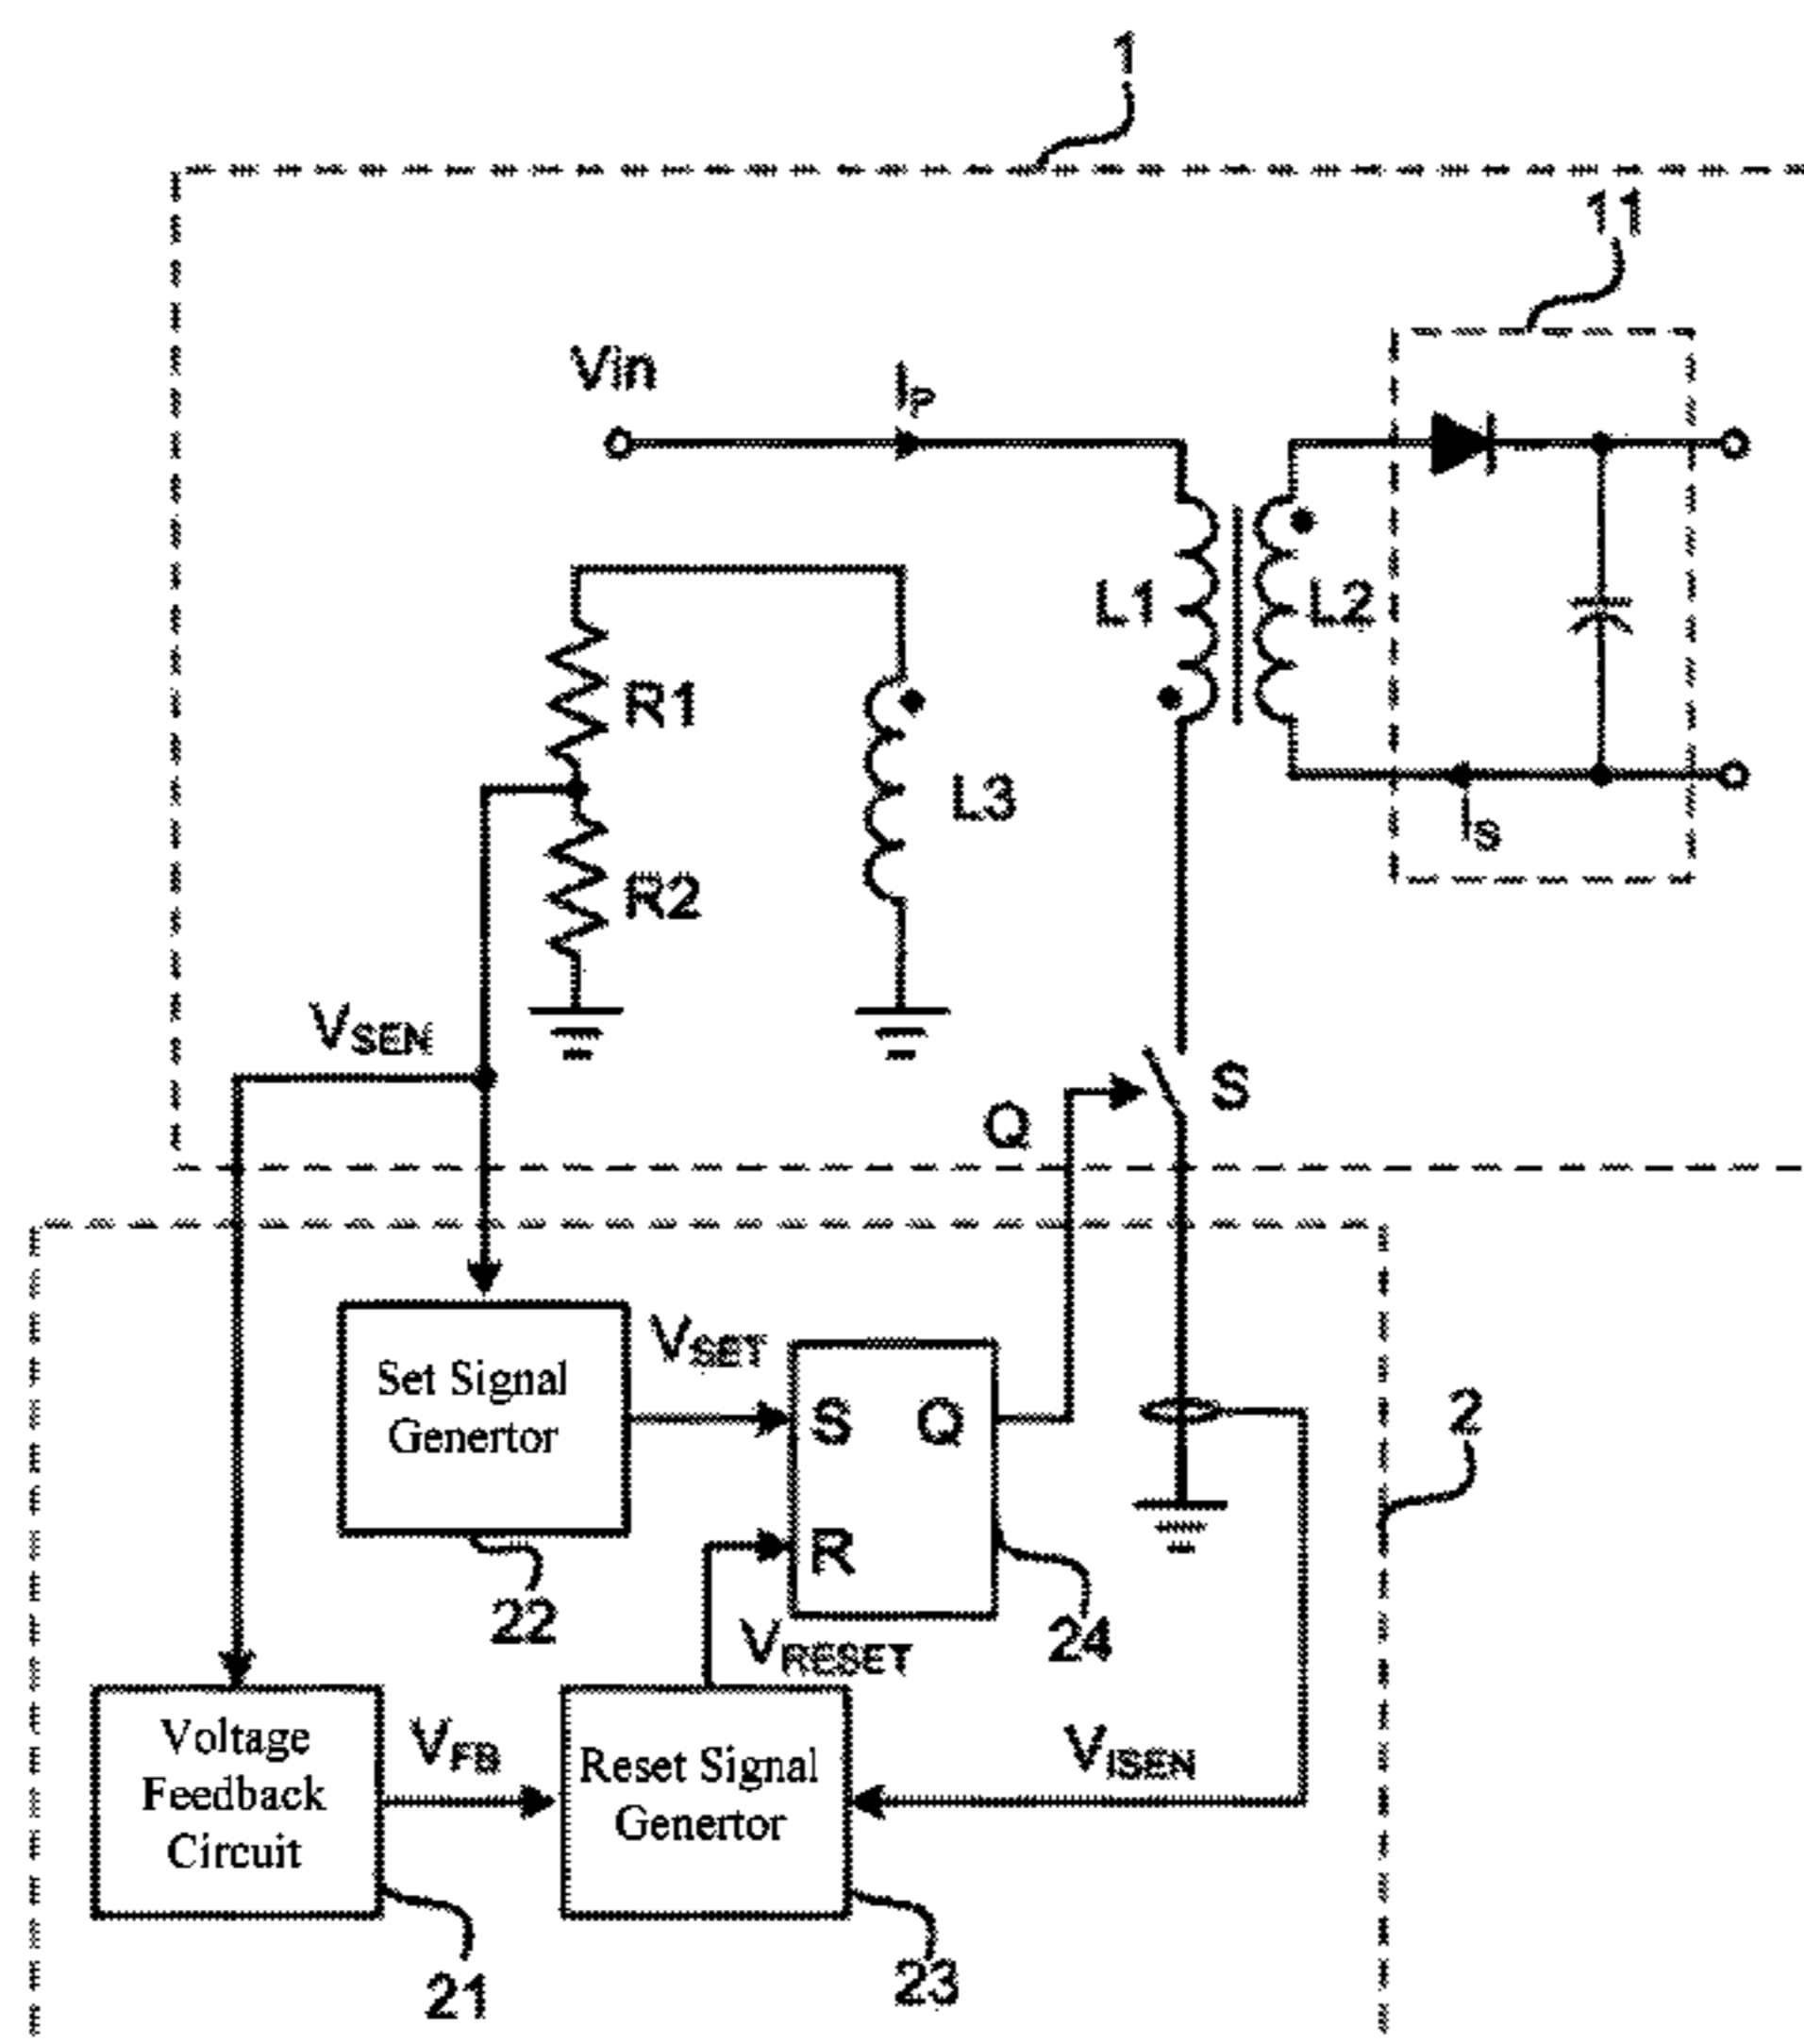 1
11
Vin
IP
L1
L2
R1
L3
IS
R2
VSEN
S
Q
Set Signal
Genertor
VSET
S Q
2
R
22
VRESET
24
Voltage
Feedback
Circuit
VFB
Reset Signal
Genertor
VISEN
21
23